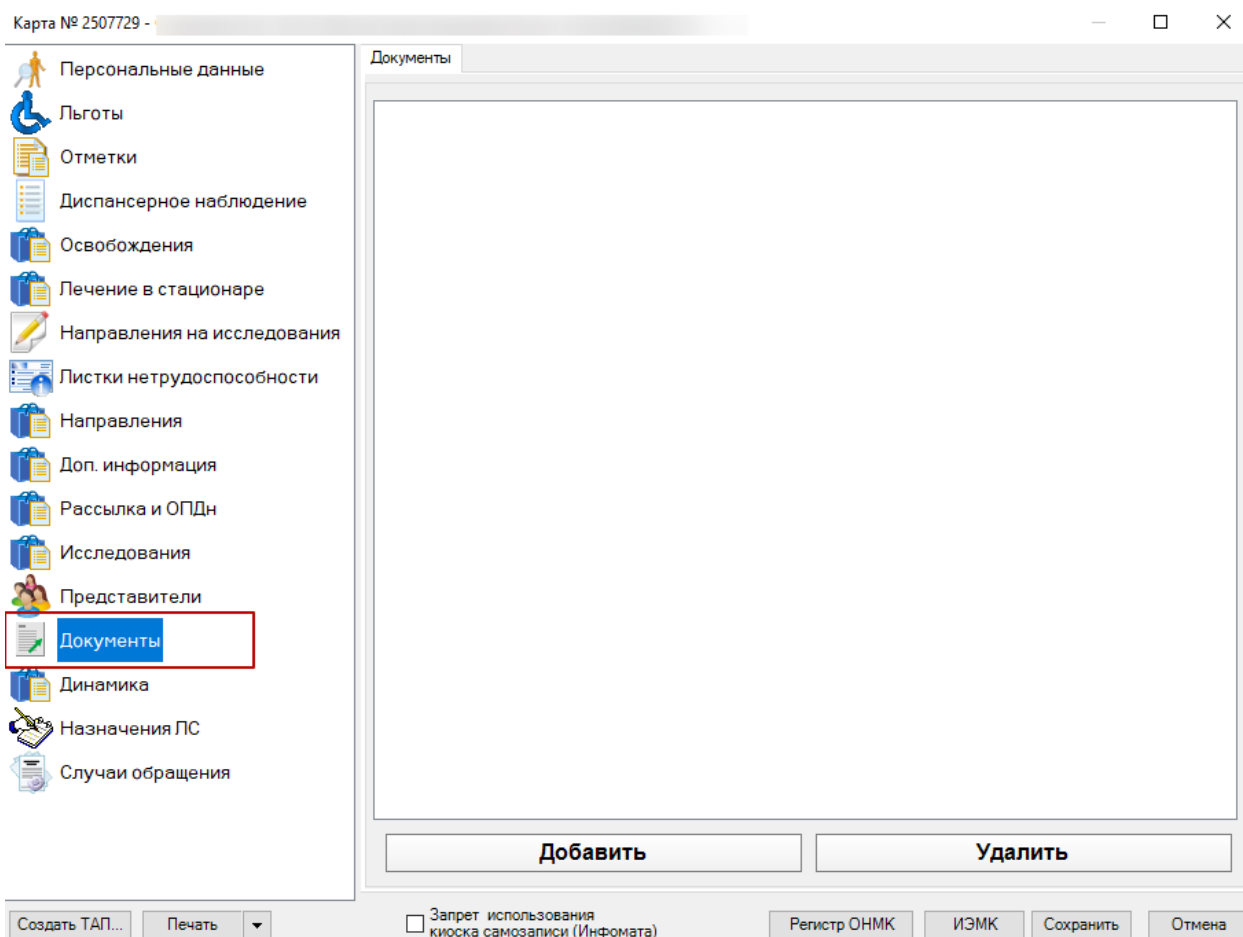 Карта № 2507729 -
Персональные данные
Льготы
Отметки
Диспансерное наблюдение
Освобождения
Лечение в стационаре
Направления на исследования
Листки нетрудоспособности
Направления
Доп. информация
Рассылка и ОПДн
Исследования
Представители
Документы
Динамика
Назначения ЛС
Случаи обращения
Документы
Добавить
Удалить
Создать ТАП...
Печать
Запрет использования
киоска самозаписи (Инфомата)
Регистр ОНМК
ИЭМК
Сохранить
Отмена